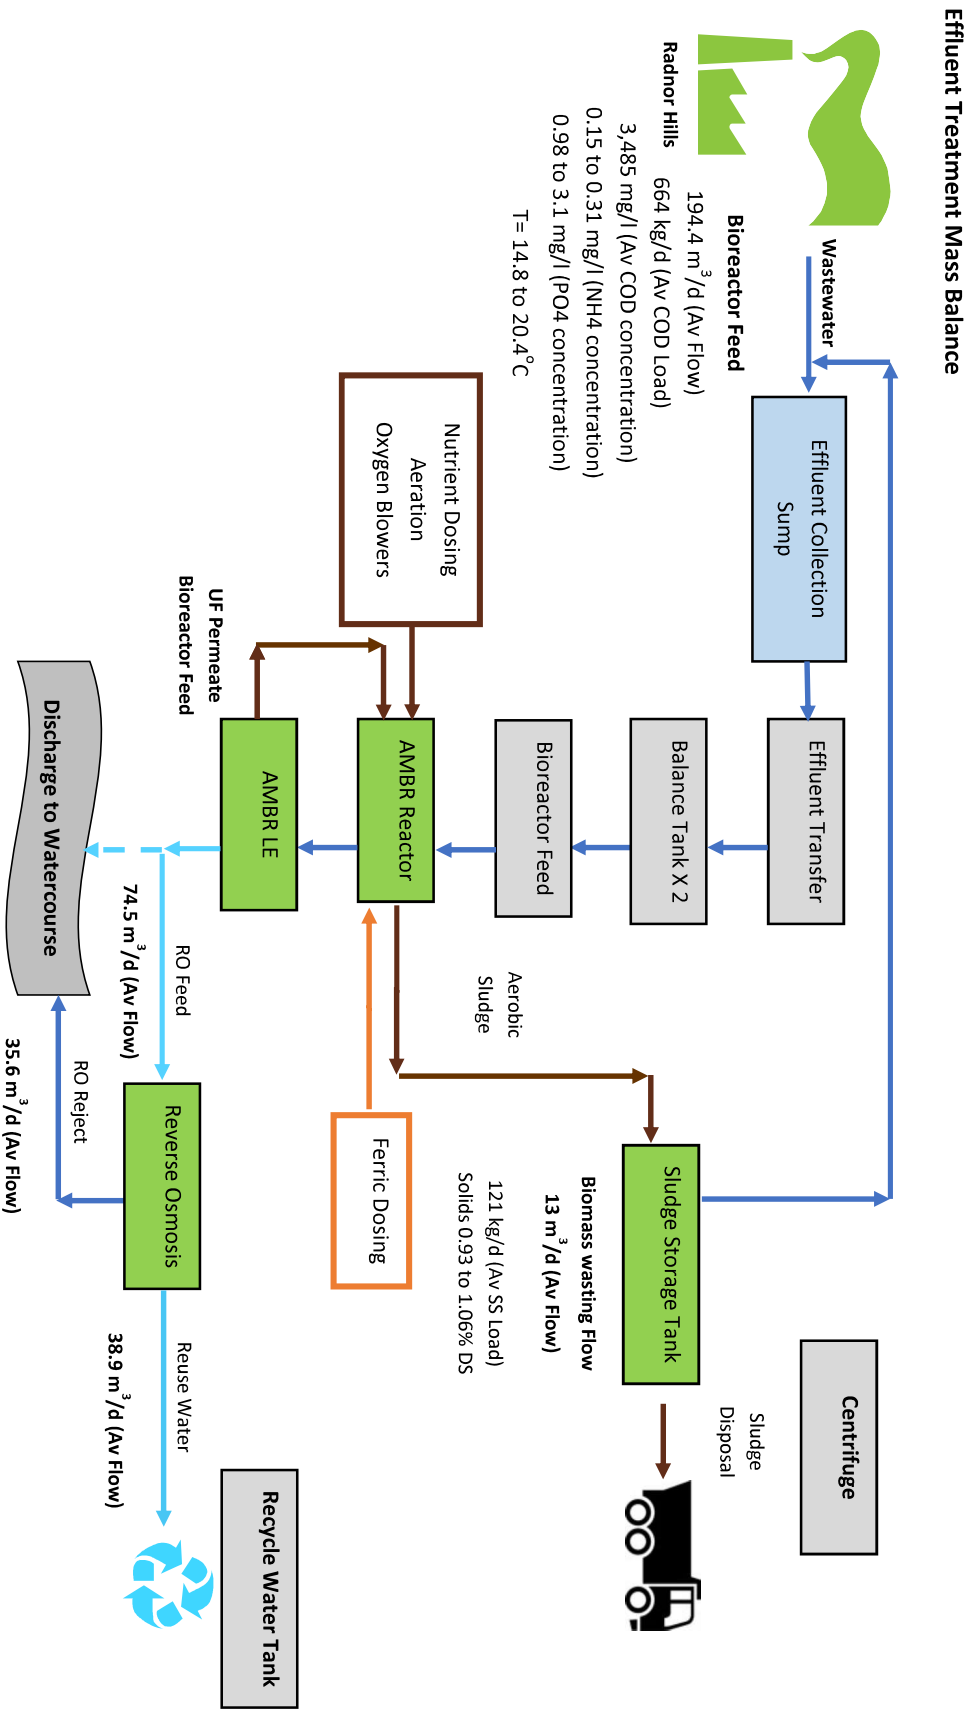 Effluent Treatment Mass Balance
Wastewater
Radnor Hills
Bioreactor Feed
194.4 m³/d (Av Flow)
664 kg/d (Av COD Load)
3,485 mg/l (Av COD concentration)
0.15 to 0.31 mg/l (NH4 concentration)
0.98 to 3.1 mg/l (PO4 concentration)
T= 14.8 to 20.4°C
Effluent Collection
Sump
Effluent Transfer
Balance Tank X 2
Bioreactor Feed
Nutrient Dosing
Aeration
Oxygen Blowers
AMBR Reactor
AMBR LE
UF Permeate
Bioreactor Feed
Aerobic
Sludge
Ferric Dosing
Sludge Storage Tank
Biomass wasting Flow
13 m³/d (Av Flow)
121 kg/d (Av SS Load)
Solids 0.93 to 1.06% DS
Centrifuge
Sludge
Disposal
RO Feed
74.5 m³/d (Av Flow)
Reverse Osmosis
Reuse Water
38.9 m³/d (Av Flow)
Recycle Water Tank
RO Reject
35.6 m³/d (Av Flow)
Discharge to Watercourse